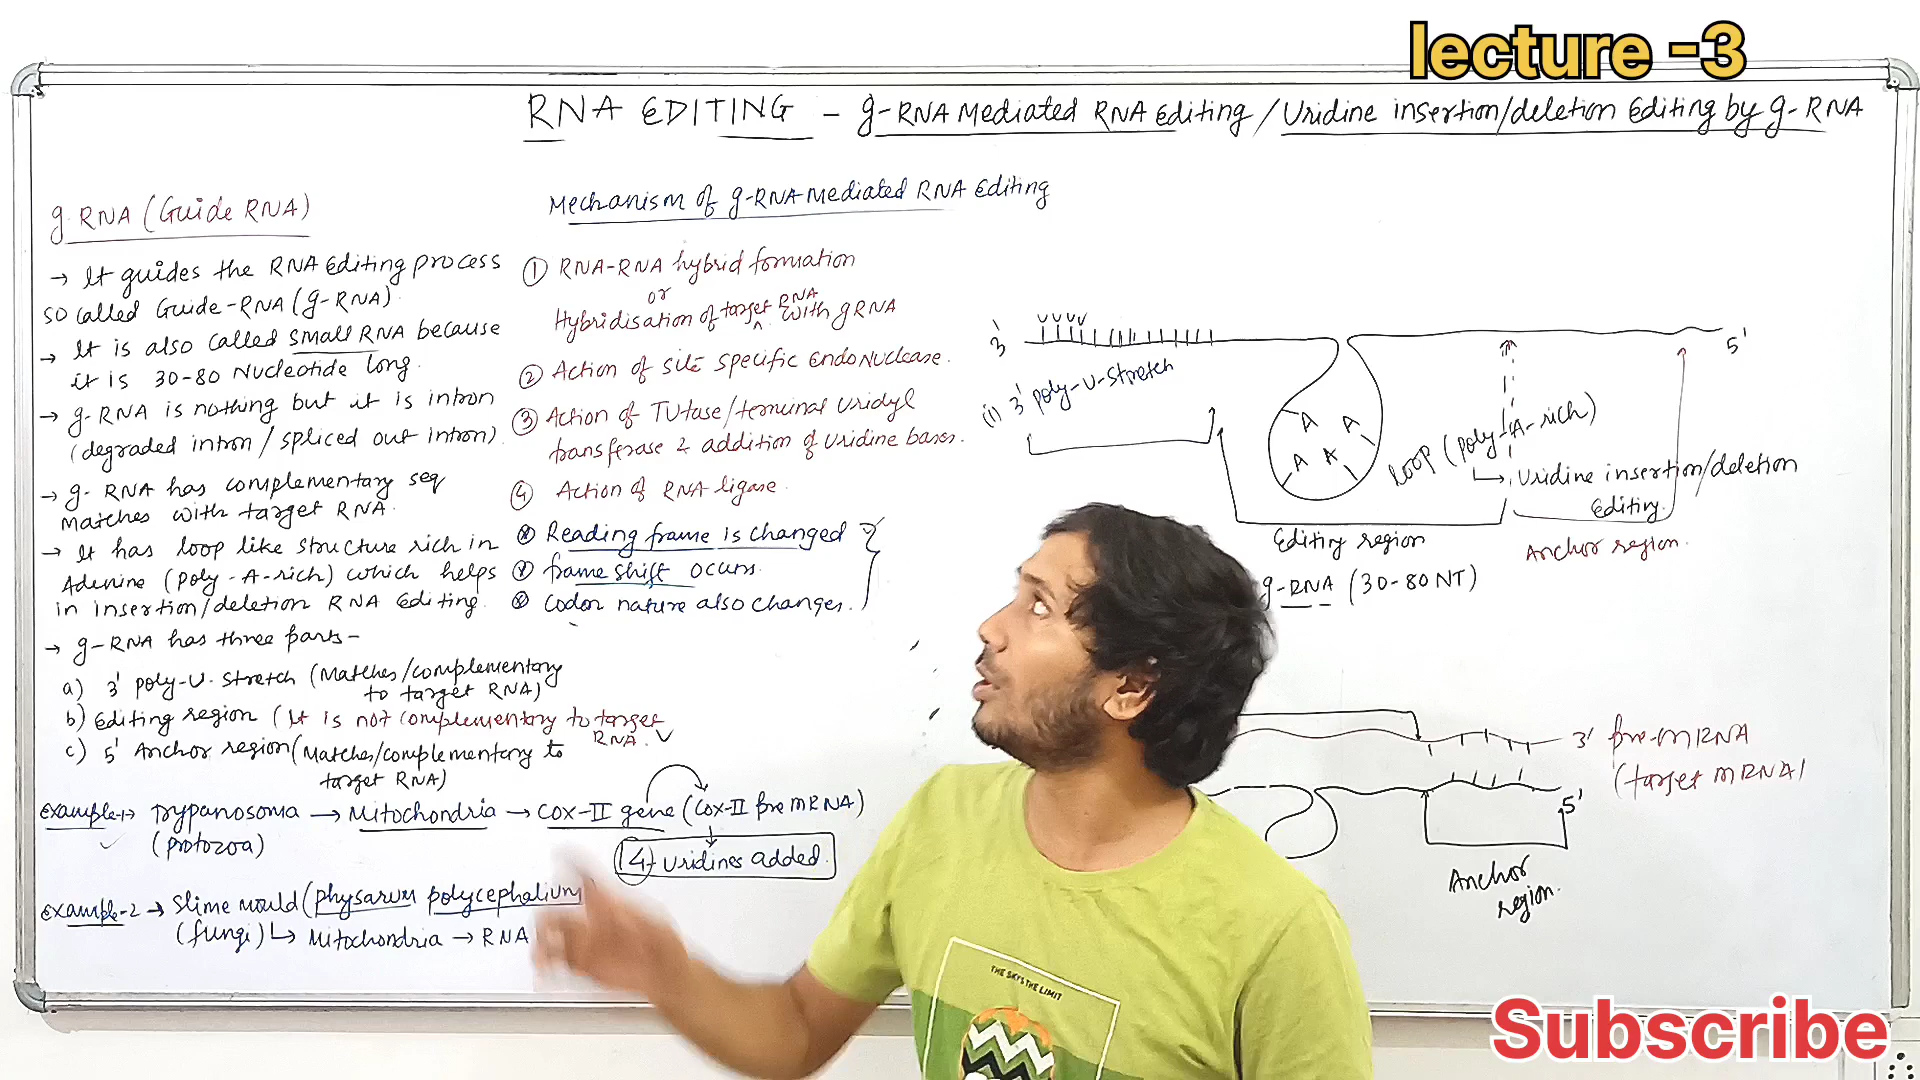 lecture -3
RNA EDITING - g-RNA Mediated RNA Editing / Uridine insertion/deletion Editing by g-RNA
g RNA (Guide RNA)
→ It guides the RNA Editing process
so called Guide-RNA (g-RNA).
→ It is also called small RNA because
it is 30-80 Nucleotide long.
→ g-RNA is nothing but it is intron
(degraded intron / spliced out intron).
→ g-RNA has complementary seq
matches with target RNA.
→ It has loop like structure rich in
Adenine (Poly-A-rich) which helps
in insertion/deletion RNA Editing.
→ g-RNA has three parts-
a) 3' poly-U-stretch (Matches/complementary
to target RNA)
b) Editing region (It is not complementary to target
RNA.
c) 5' Anchor region (Matches/complementary to
target RNA)
Example-1→ Trypanosoma → Mitochondria → COX-II gene (COX-II pre mRNA)
(protozoa)
4 Uridines added.
Example-2 → Slime mould (physarum polycephalium
(fungi) ↳ Mitochondria → RNA
Mechanism of g-RNA Mediated RNA Editing
① RNA-RNA hybrid formation
or
Hybridisation of target RNA with gRNA
② Action of site specific EndoNuclease.
③ Action of TUtase/terminal Uridyl
transferase & addition of Uridine bases.
④ Action of RNA ligase.
Reading frame is changed
frame shift occurs.
Codon nature also changes.
3'
5'
(i) 3' poly-U-stretch
A A
A A
Loop (poly-A-rich)
↳ Uridine insertion/deletion
Editing.
Editing region
Anchor region.
g-RNA (30-80 NT)
3' pre-mRNA
(target mRNA)
5'
Anchor
region.
THE SKY'S THE LIMIT
Subscribe